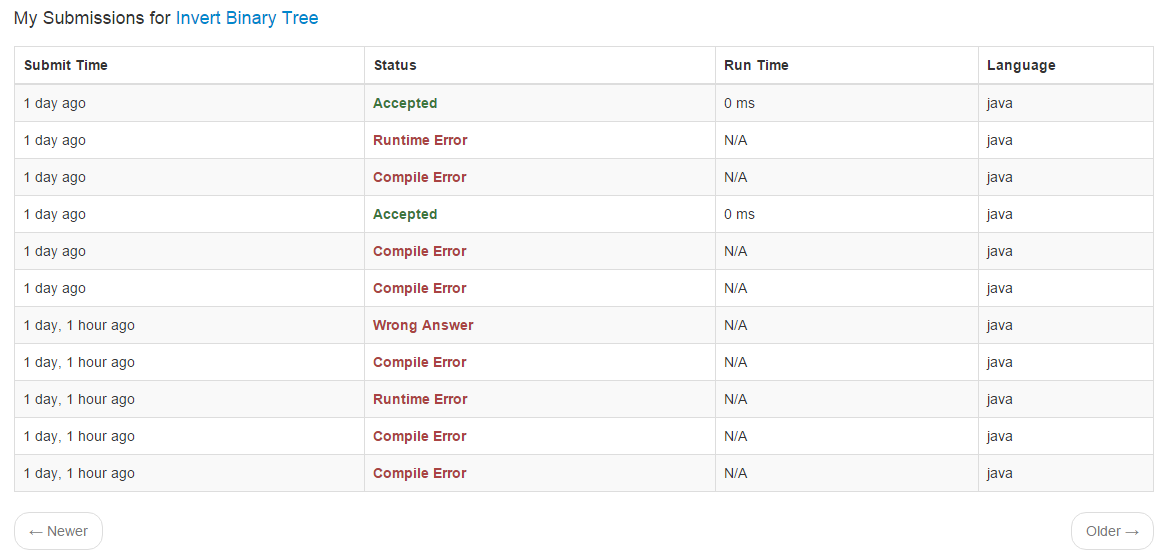 My Submissions for Invert Binary Tree
Submit Time Status Run Time Language
1 day ago Accepted 0 ms java
1 day ago Runtime Error N/A java
1 day ago Compile Error N/A java
1 day ago Accepted 0 ms java
1 day ago Compile Error N/A java
1 day ago Compile Error N/A java
1 day, 1 hour ago Wrong Answer N/A java
1 day, 1 hour ago Compile Error N/A java
1 day, 1 hour ago Runtime Error N/A java
1 day, 1 hour ago Compile Error N/A java
1 day, 1 hour ago Compile Error N/A java
← Newer Older →